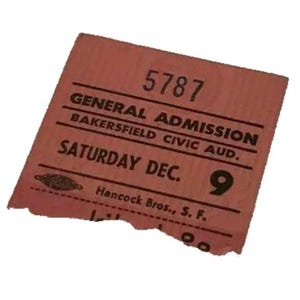 5787
GENERAL ADMISSION
BAKERSFIELD CIVIC AUD.
SATURDAY DEC. 9
Hancock Bros., S. F.